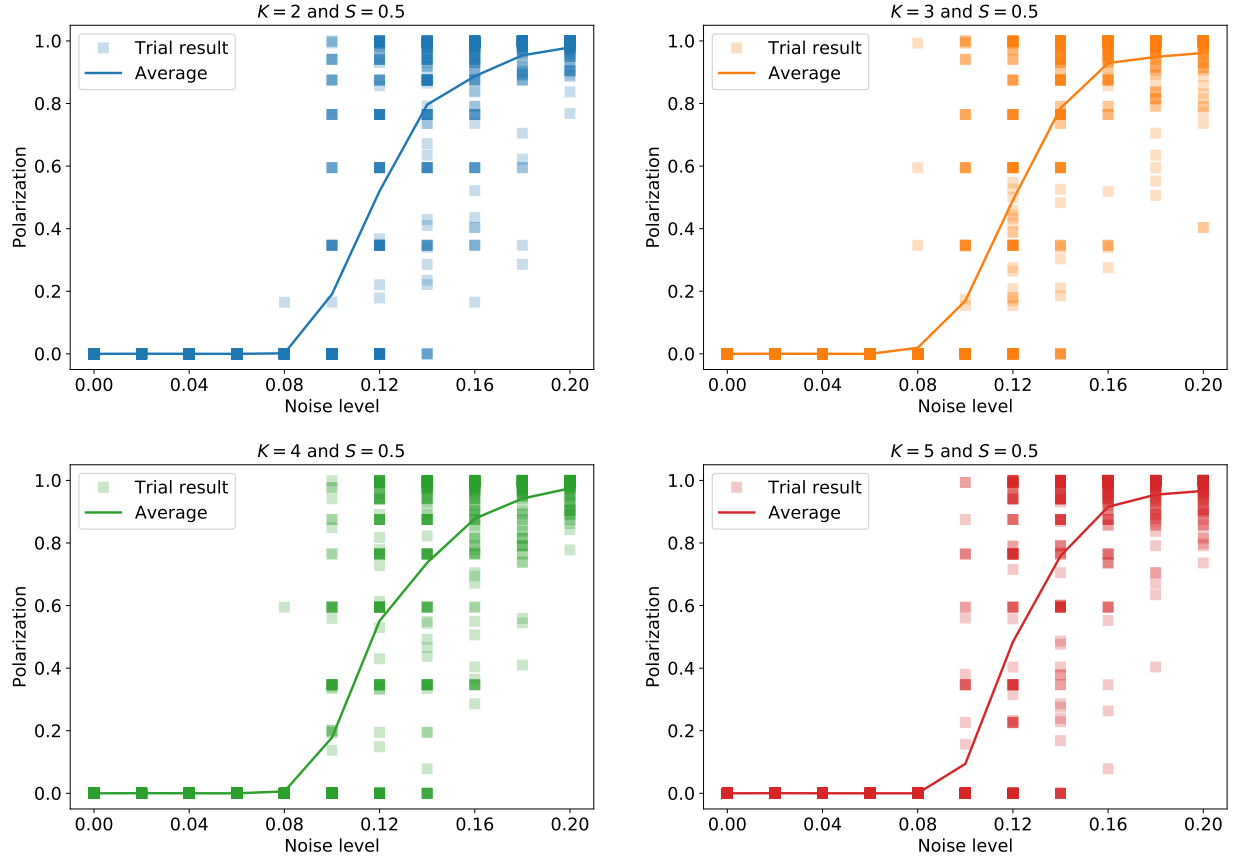 K = 2 and S = 0.5
1.0
0.8
0.6
0.4
0.2
0.0
Polarization
Trial result
Average
0.00 0.04 0.08 0.12 0.16 0.20
Noise level
K = 3 and S = 0.5
1.0
0.8
0.6
0.4
0.2
0.0
Polarization
Trial result
Average
0.00 0.04 0.08 0.12 0.16 0.20
Noise level
K = 4 and S = 0.5
1.0
0.8
0.6
0.4
0.2
0.0
Polarization
Trial result
Average
0.00 0.04 0.08 0.12 0.16 0.20
Noise level
K = 5 and S = 0.5
1.0
0.8
0.6
0.4
0.2
0.0
Polarization
Trial result
Average
0.00 0.04 0.08 0.12 0.16 0.20
Noise level